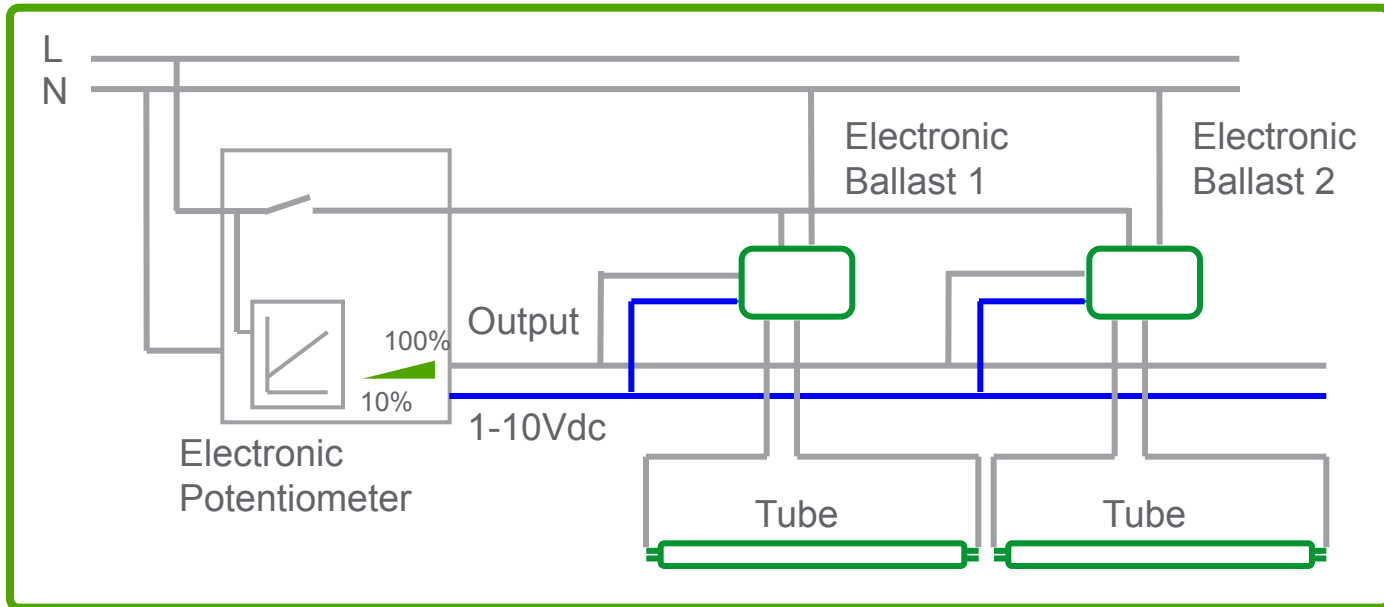 L
N
Electronic
Ballast 1
Electronic
Ballast 2
Output
100%
10%
1-10Vdc
Electronic
Potentiometer
Tube
Tube